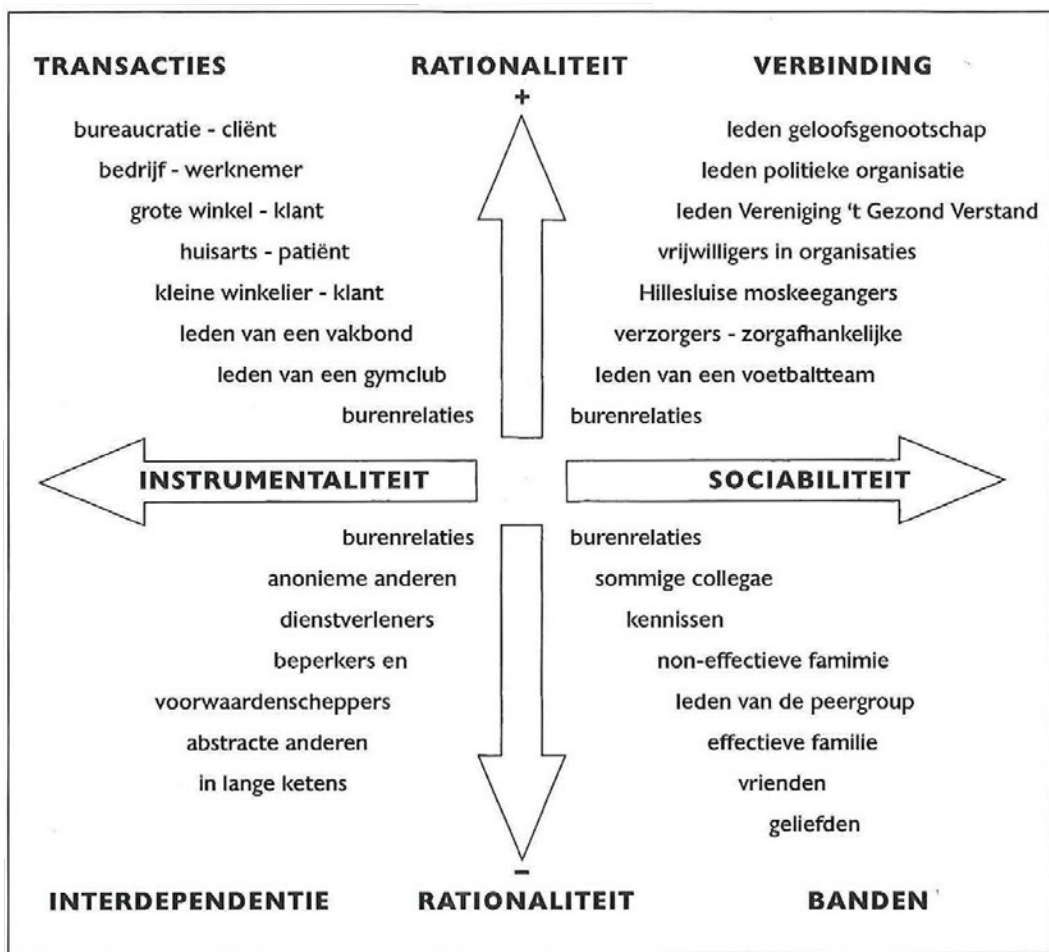 TRANSACTIES
RATIONALITEIT
VERBINDING
+
bureaucratie - cliënt
bedrijf - werknemer
grote winkel - klant
huisarts - patiënt
kleine winkelier - klant
leden van een vakbond
leden van een gymclub
burenrelaties
leden geloofsgenootschap
leden politieke organisatie
leden Vereniging ‘t Gezond Verstand
vrijwilligers in organisaties
Hillesluise moskeegangers
verzorgers - zorgafhankelijke
leden van een voetbaltteam
burenrelaties
INSTRUMENTALITEIT
SOCIABILITEIT
burenrelaties
anonieme anderen
dienstverleners
beperkers en
voorwaardenscheppers
abstracte anderen
in lange ketens
burenrelaties
sommige collegae
kennissen
non-effectieve famimie
leden van de peergroup
effectieve familie
vrienden
geliefden
–
INTERDEPENDENTIE
RATIONALITEIT
BANDEN